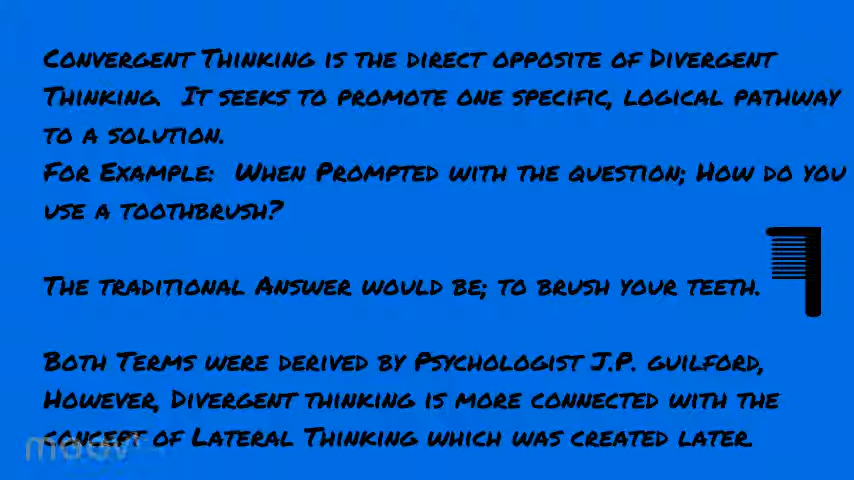 Convergent Thinking is the direct opposite of Divergent
Thinking. It seeks to promote one specific, logical pathway
to a solution.
For Example: When Prompted with the question; How do you
use a toothbrush?
The traditional Answer would be; to brush your teeth.
Both Terms were derived by Psychologist J.P. guilford,
However, Divergent thinking is more connected with the
concept of Lateral Thinking which was created later.